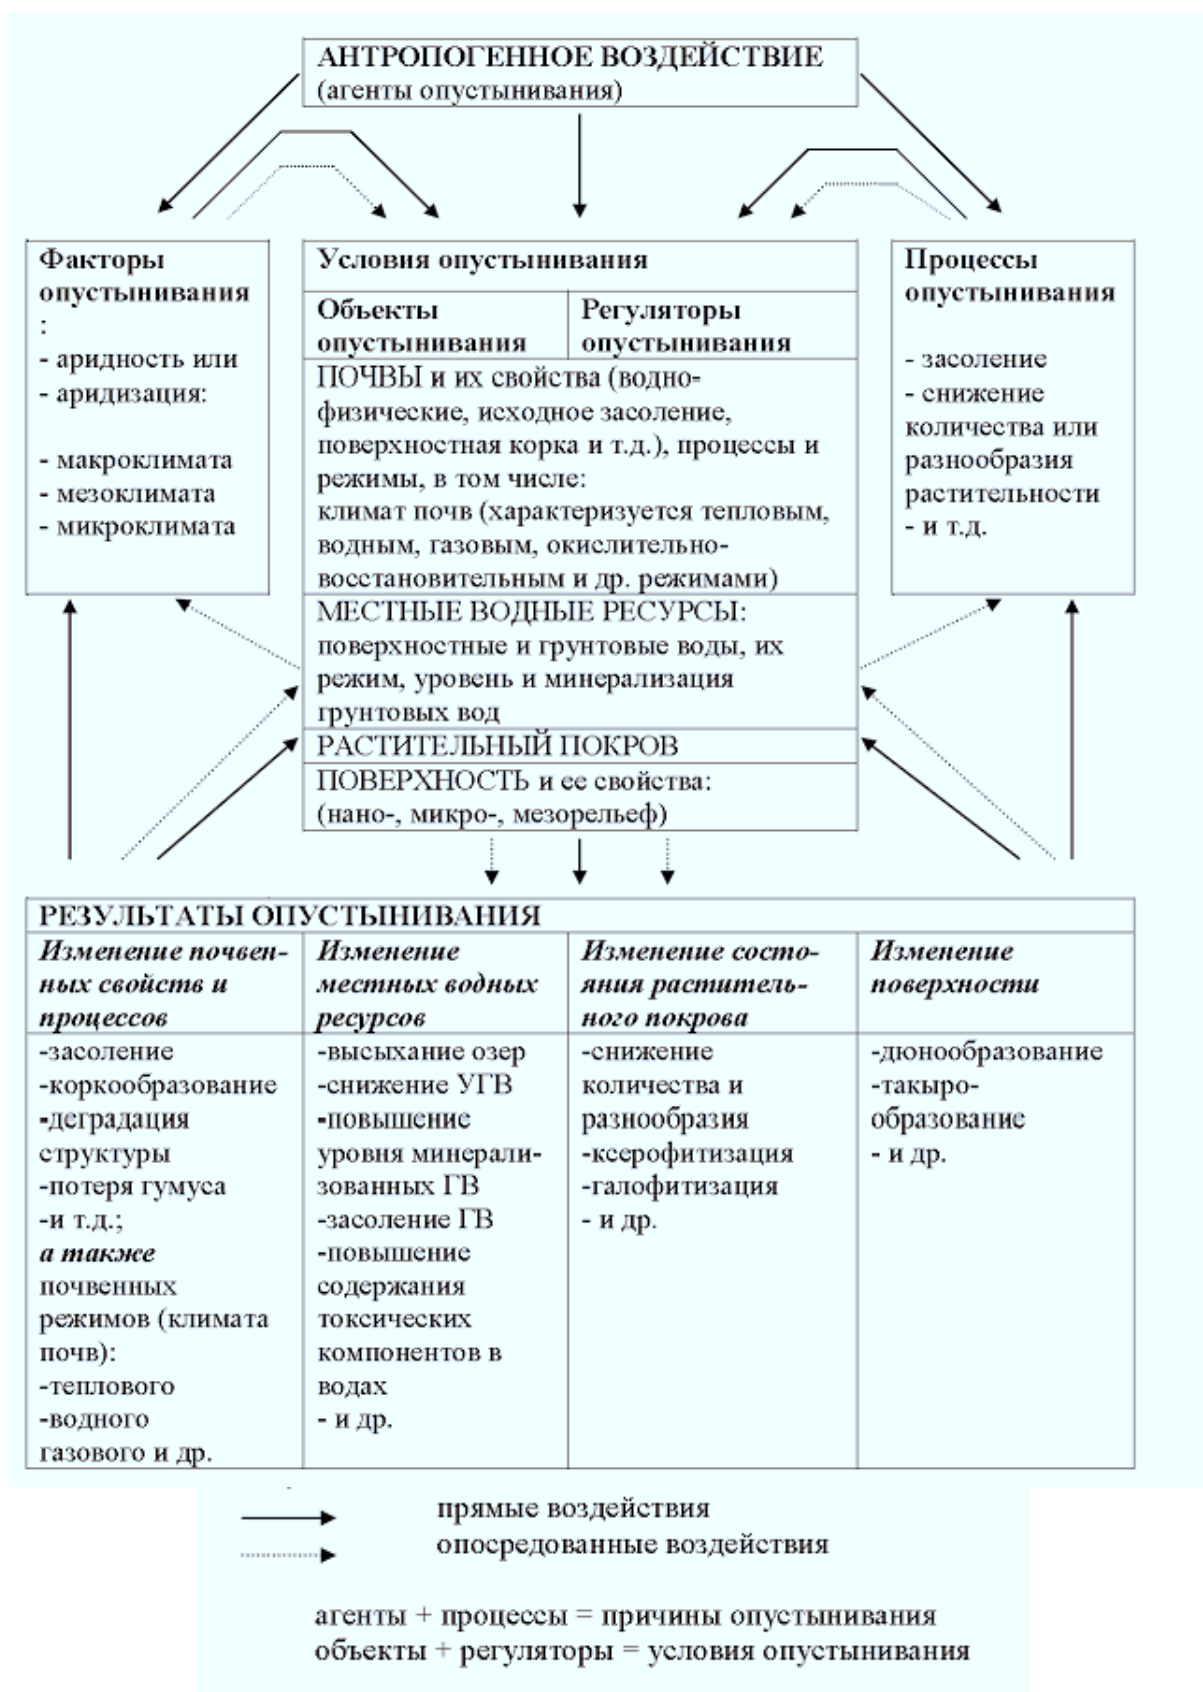 АНТРОПОГЕННОЕ ВОЗДЕЙСТВИЕ
(агенты опустынивания)
Факторы
опустынивания
:
- аридность или
- аридизация:
- макроклимата
- мезоклимата
- микроклимата
Условия опустынивания
Объекты
опустынивания
Регуляторы
опустынивания
ПОЧВЫ и их свойства (водно-
физические, исходное засоление,
поверхностная корка и т.д.), процессы и
режимы, в том числе:
климат почв (характеризуется тепловым,
водным, газовым, окислительно-
восстановительным и др. режимами)
МЕСТНЫЕ ВОДНЫЕ РЕСУРСЫ:
поверхностные и грунтовые воды, их
режим, уровень и минерализация
грунтовых вод
РАСТИТЕЛЬНЫЙ ПОКРОВ
ПОВЕРХНОСТЬ и ее свойства:
(нано-, микро-, мезорельеф)
Процессы
опустынивания
- засоление
- снижение
количества или
разнообразия
растительности
- и т.д.
РЕЗУЛЬТАТЫ ОПУСТЫНИВАНИЯ
Изменение почвен-
ных свойств и
процессов
-засоление
-коркообразование
-деградация
структуры
-потеря гумуса
-и т.д.;
а также
почвенных
режимов (климата
почв):
-теплового
-водного
газового и др.
Изменение
местных водных
ресурсов
-высыхание озер
-снижение УГВ
-повышение
уровня минерали-
зованных ГВ
-засоление ГВ
-повышение
содержания
токсических
компонентов в
водах
- и др.
Изменение состо-
яния раститель-
ного покрова
-снижение
количества и
разнообразия
-ксерофитизация
-галофитизация
- и др.
Изменение
поверхности
-дюнообразование
-такыро-
образование
- и др.
прямые воздействия
опосредованные воздействия
агенты + процессы = причины опустынивания
объекты + регуляторы = условия опустынивания